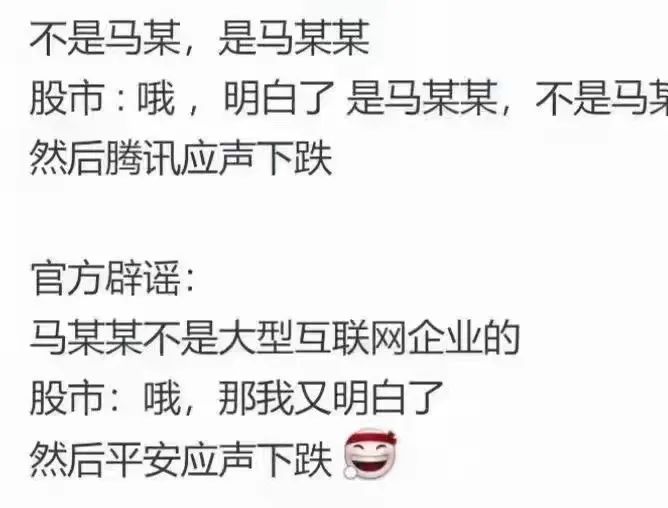 不是马某，是马某某
股市：哦，明白了 是马某某，不是马某
然后腾讯应声下跌
官方辟谣：
马某某不是大型互联网企业的
股市：哦，那我又明白了
然后平安应声下跌